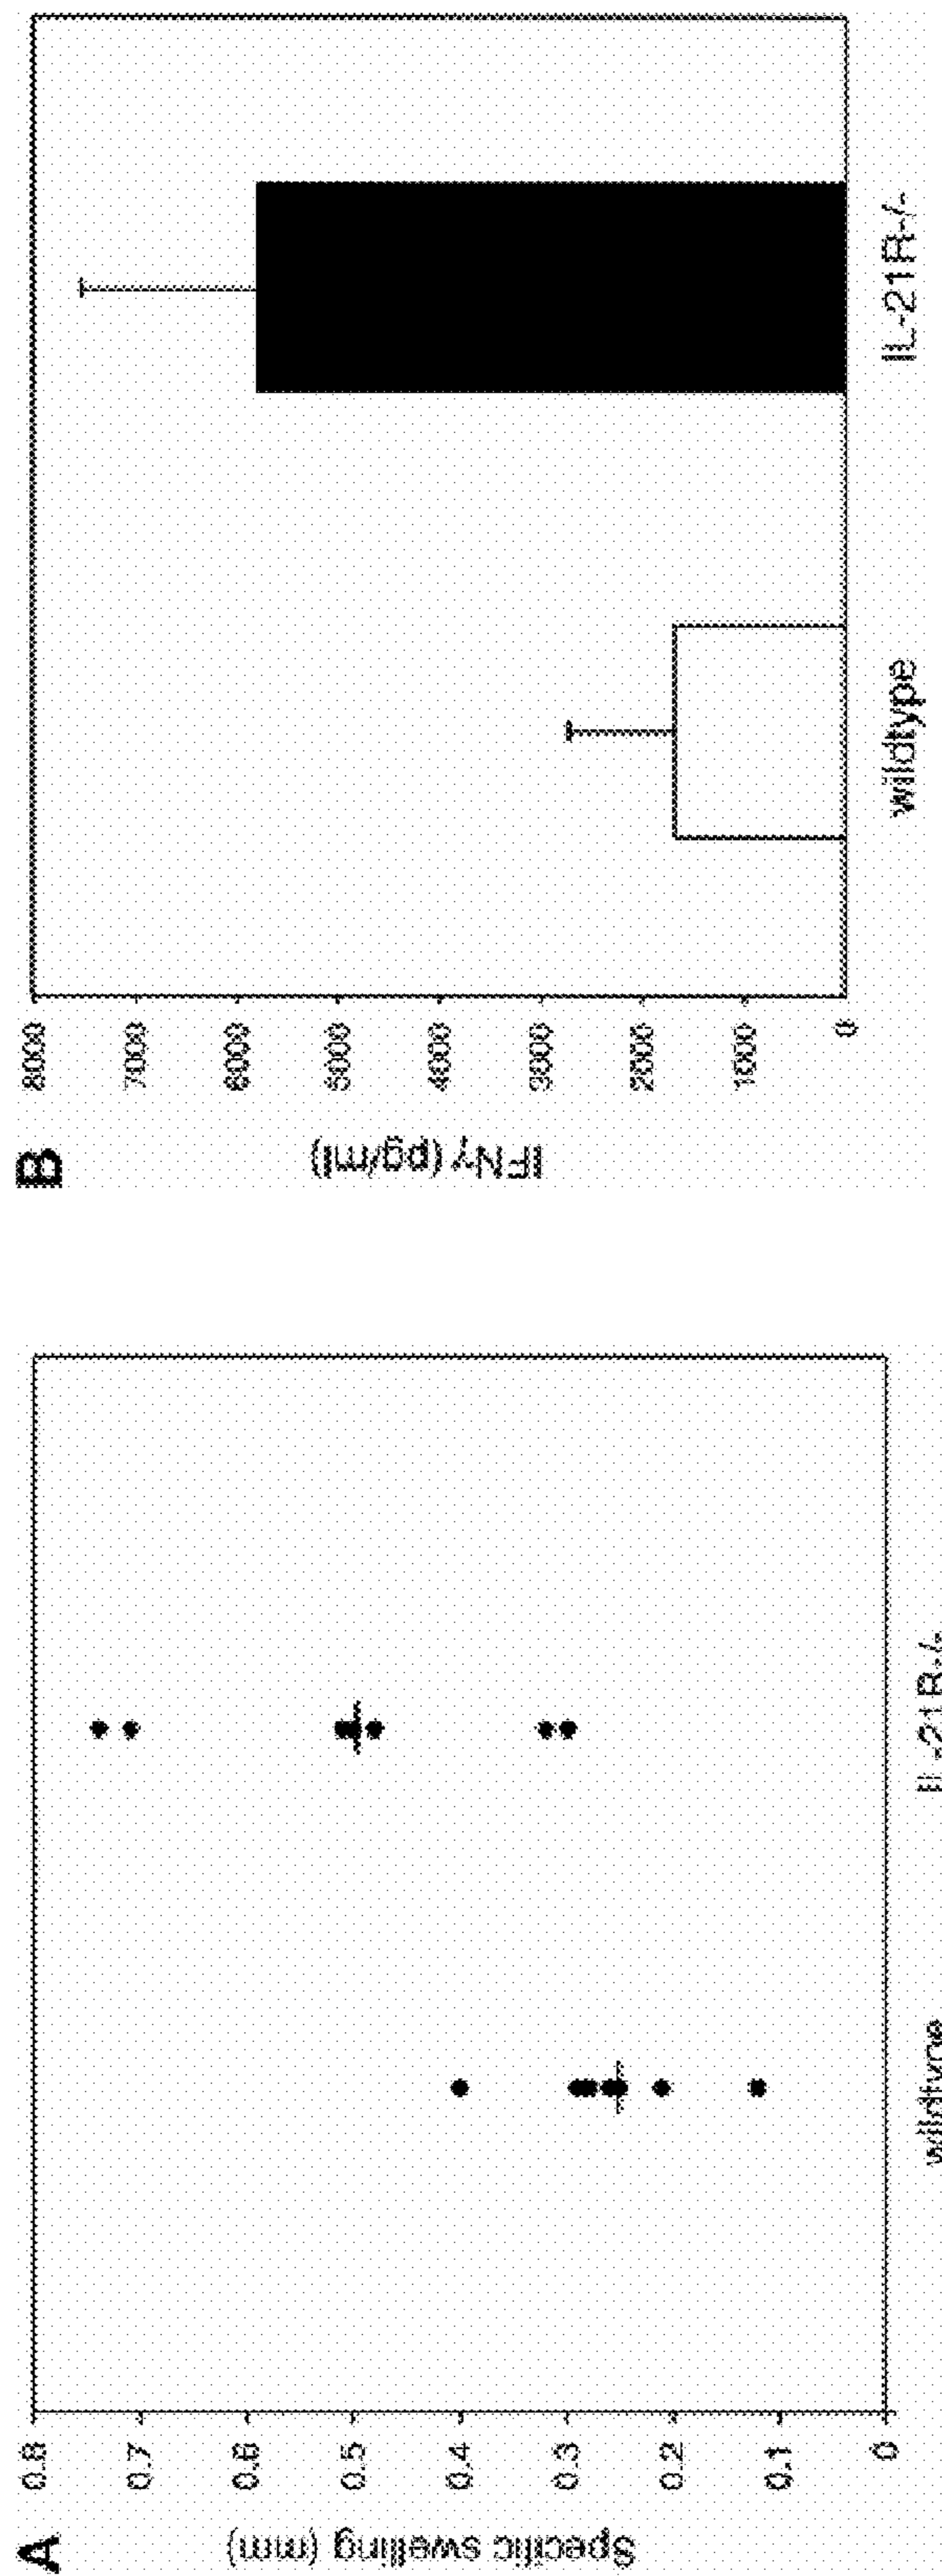 A
Specific swelling (mm)
0.8
0.7
0.6
0.5
0.4
0.3
0.2
0.1
0
wildtype
IL-21R-/-
B
IFNγ (pg/ml)
8000
7000
6000
5000
4000
3000
2000
1000
0
wildtype
IL-21R-/-